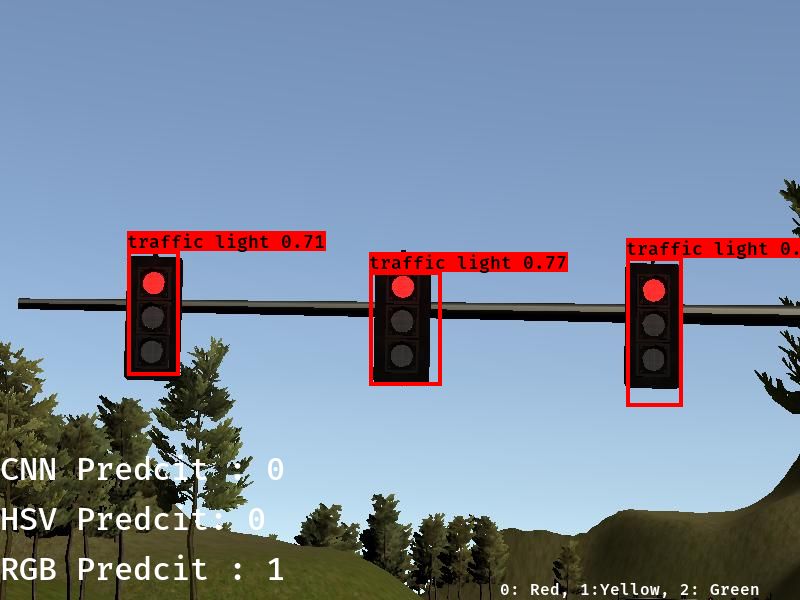 traffic light 0.71
traffic light 0.77
traffic light 0.
CNN Predcit : 0
HSV Predcit: 0
RGB Predcit : 1
0: Red, 1:Yellow, 2: Green